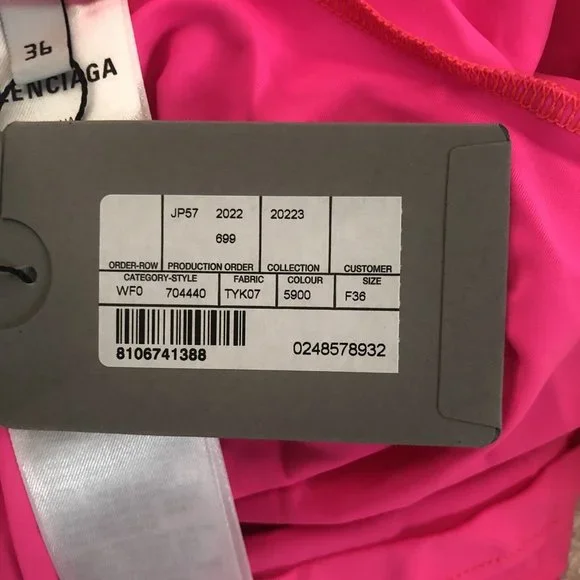 36
LENCIAGA
JP57 2022 20223
699
ORDER-ROW PRODUCTION ORDER COLLECTION CUSTOMER
CATEGORY-STYLE FABRIC COLOUR SIZE
WF0 704440 TYK07 5900 F36
8106741388 0248578932